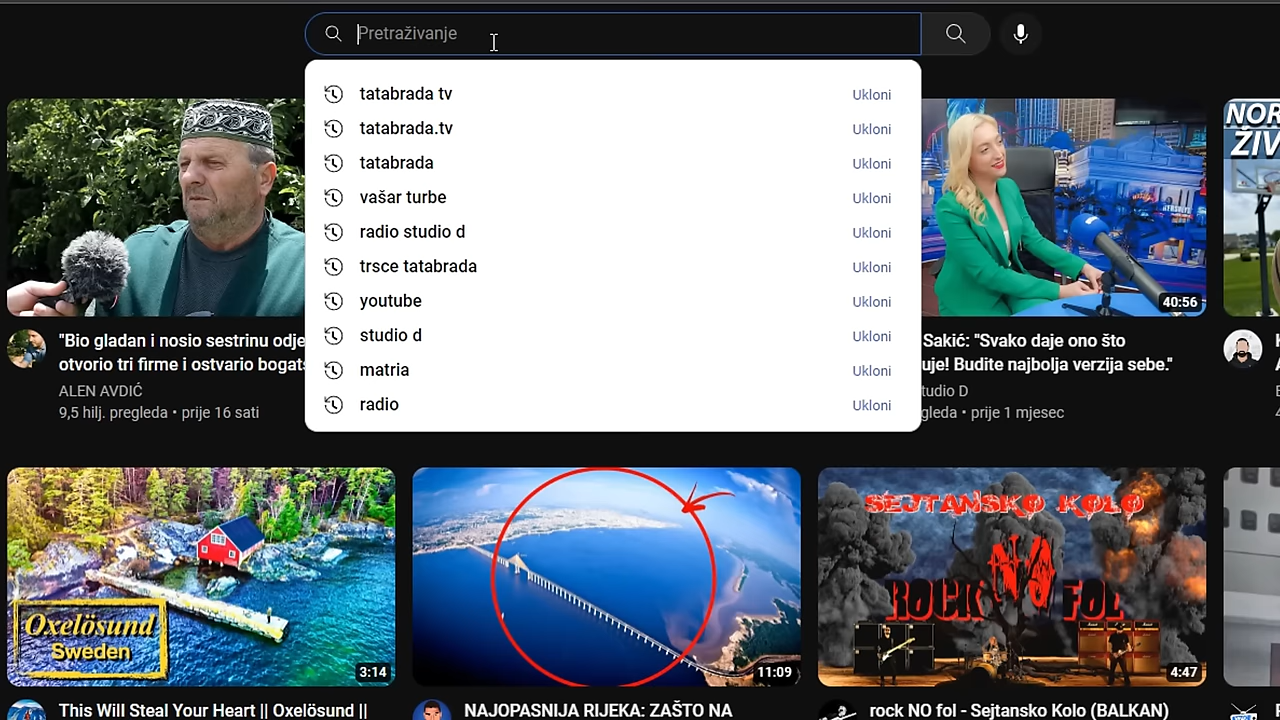 Pretraživanje
tatabrada tv Ukloni
tatabrada.tv Ukloni
tatabrada Ukloni
vašar turbe Ukloni
radio studio d Ukloni
trsce tatabrada Ukloni
youtube Ukloni
studio d Ukloni
matria Ukloni
radio Ukloni
NOR
ŽIV
40:56
"Bio gladan i nosio sestrinu odje
otvorio tri firme i ostvario bogats
ALEN AVDIĆ
9,5 hilj. pregleda • prije 16 sati
Sakić: "Svako daje ono što
uje! Budite najbolja verzija sebe."
tudio D
gleda • prije 1 mjesec
Oxelösund
Sweden
3:14
11:09
SEJTANSKO KOLO
ROCK NO FOL
4:47
This Will Steal Your Heart || Oxelösund ||
NAJOPASNIJA RIJEKA: ZAŠTO NA
rock NO fol - Sejtansko Kolo (BALKAN)